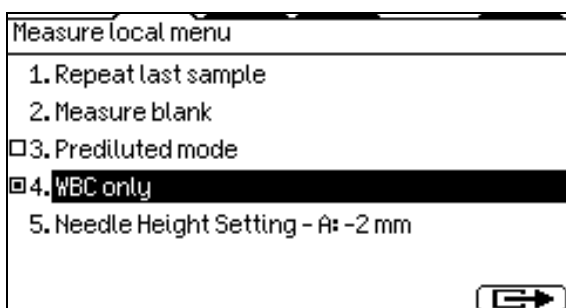 Measure local menu
1. Repeat last sample
2. Measure blank
3. Prediluted mode
4. WBC only
5. Needle Height Setting - A: -2 mm